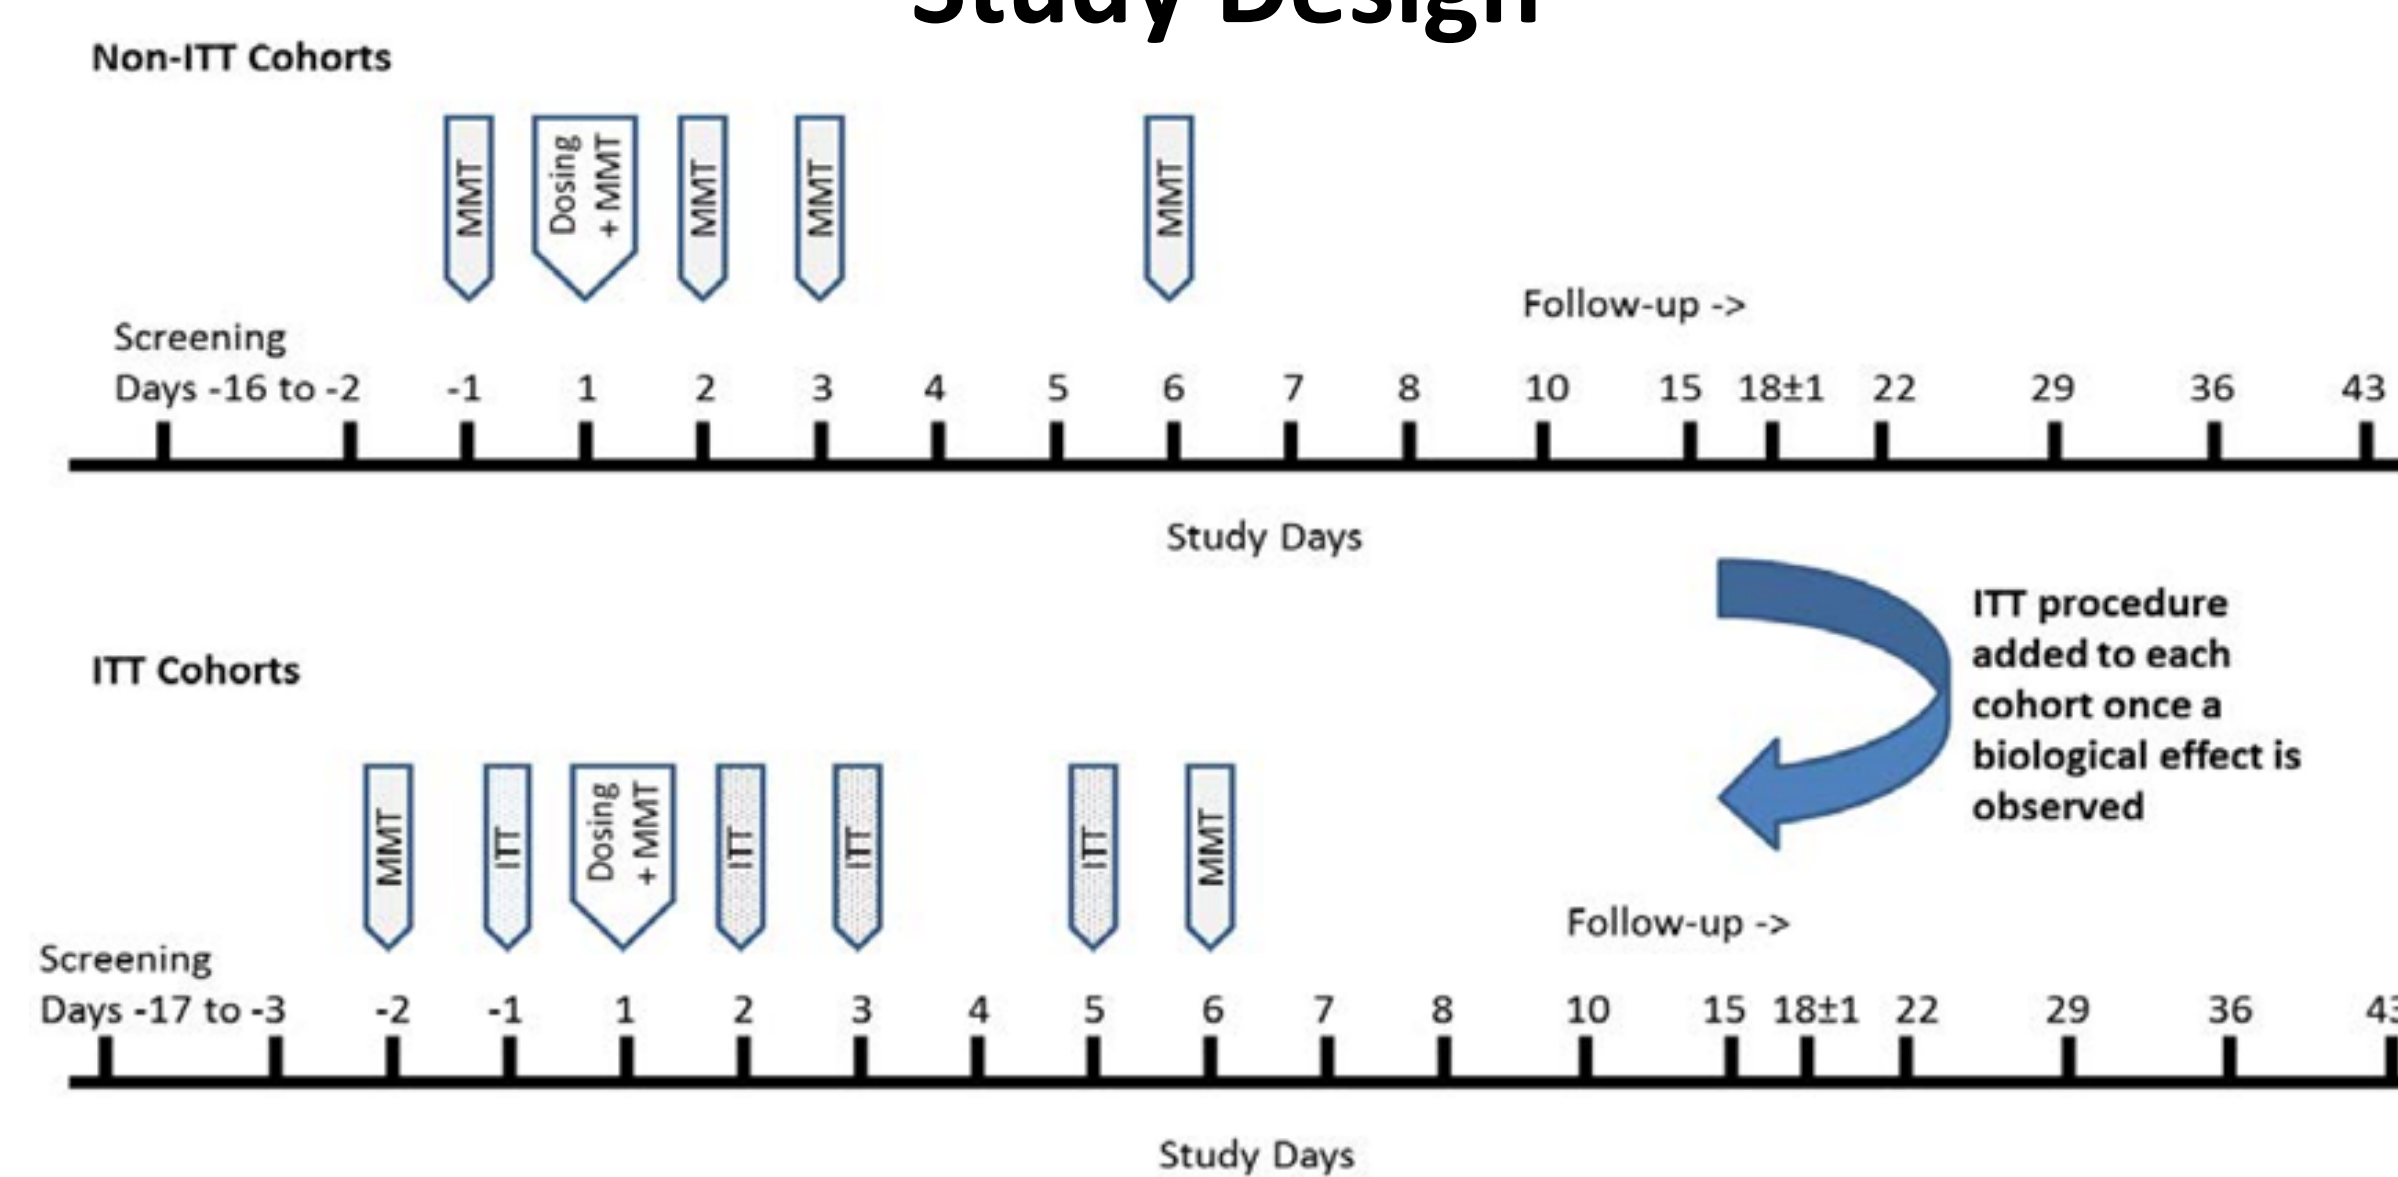 Study Design
Non-ITT Cohorts
MMT
Dosing
+ MMT
MMT
MMT
MMT
Follow-up ->
Screening
Days -16 to -2 -1 1 2 3 4 5 6 7 8 10 15 18±1 22 29 36 43
Study Days
ITT procedure
added to each
cohort once a
biological effect is
observed
ITT Cohorts
MMT
ITT
Dosing
+ MMT
ITT
ITT
ITT
MMT
Follow-up ->
Screening
Days -17 to -3 -2 -1 1 2 3 4 5 6 7 8 10 15 18±1 22 29 36 43
Study Days